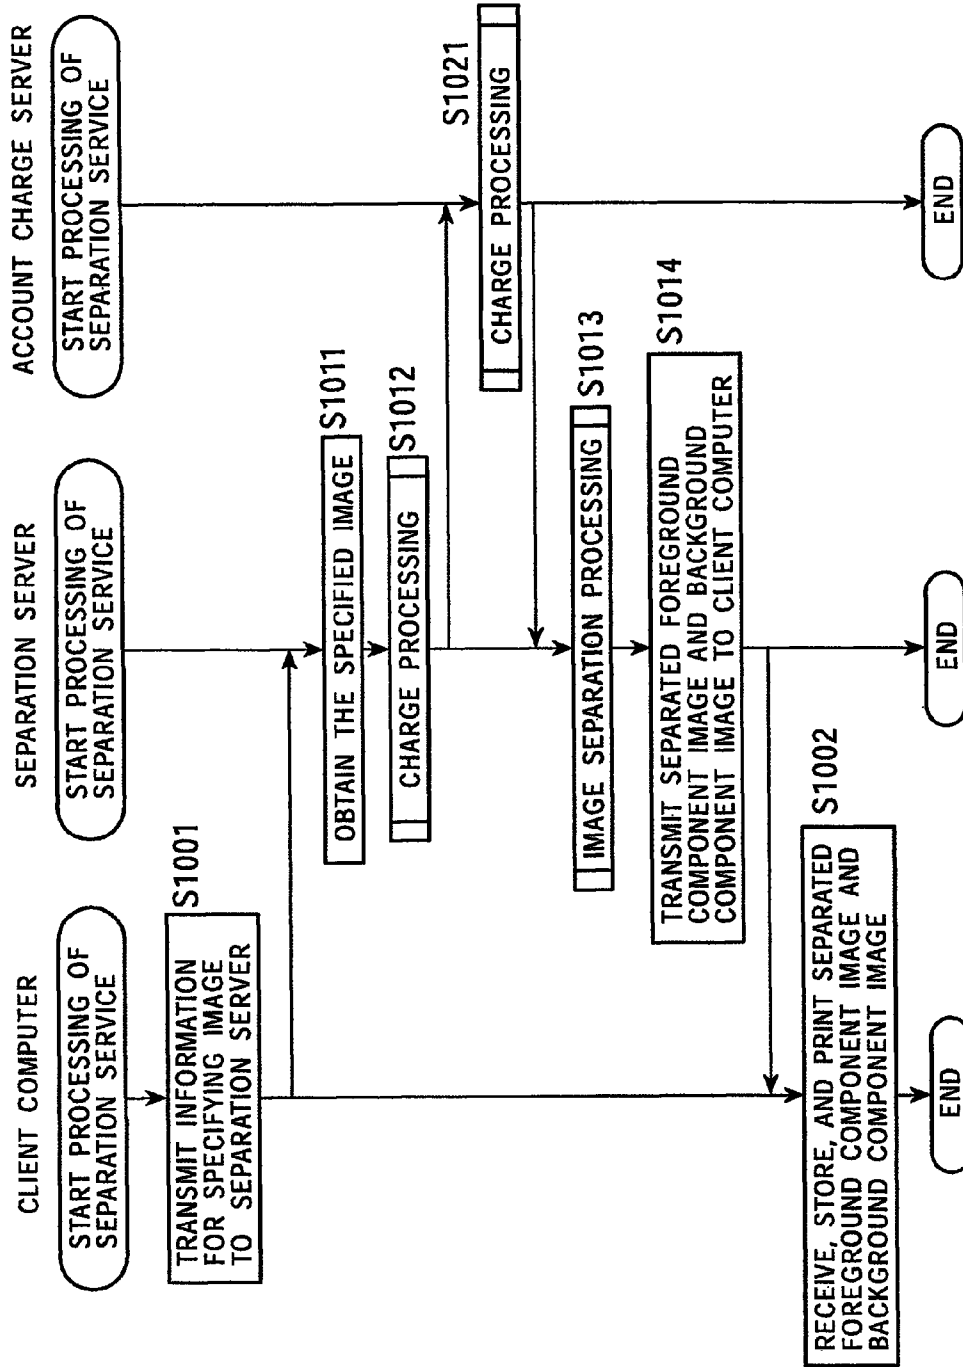 CLIENT COMPUTER
START PROCESSING OF
SEPARATION SERVICE
S1001
TRANSMIT INFORMATION
FOR SPECIFYING IMAGE
TO SEPARATION SERVER
S1002
RECEIVE, STORE, AND PRINT SEPARATED
FOREGROUND COMPONENT IMAGE AND
BACKGROUND COMPONENT IMAGE
END
SEPARATION SERVER
START PROCESSING OF
SEPARATION SERVICE
S1011
OBTAIN THE SPECIFIED IMAGE
S1012
CHARGE PROCESSING
S1013
IMAGE SEPARATION PROCESSING
S1014
TRANSMIT SEPARATED FOREGROUND
COMPONENT IMAGE AND BACKGROUND
COMPONENT IMAGE TO CLIENT COMPUTER
END
ACCOUNT CHARGE SERVER
START PROCESSING OF
SEPARATION SERVICE
S1021
CHARGE PROCESSING
END